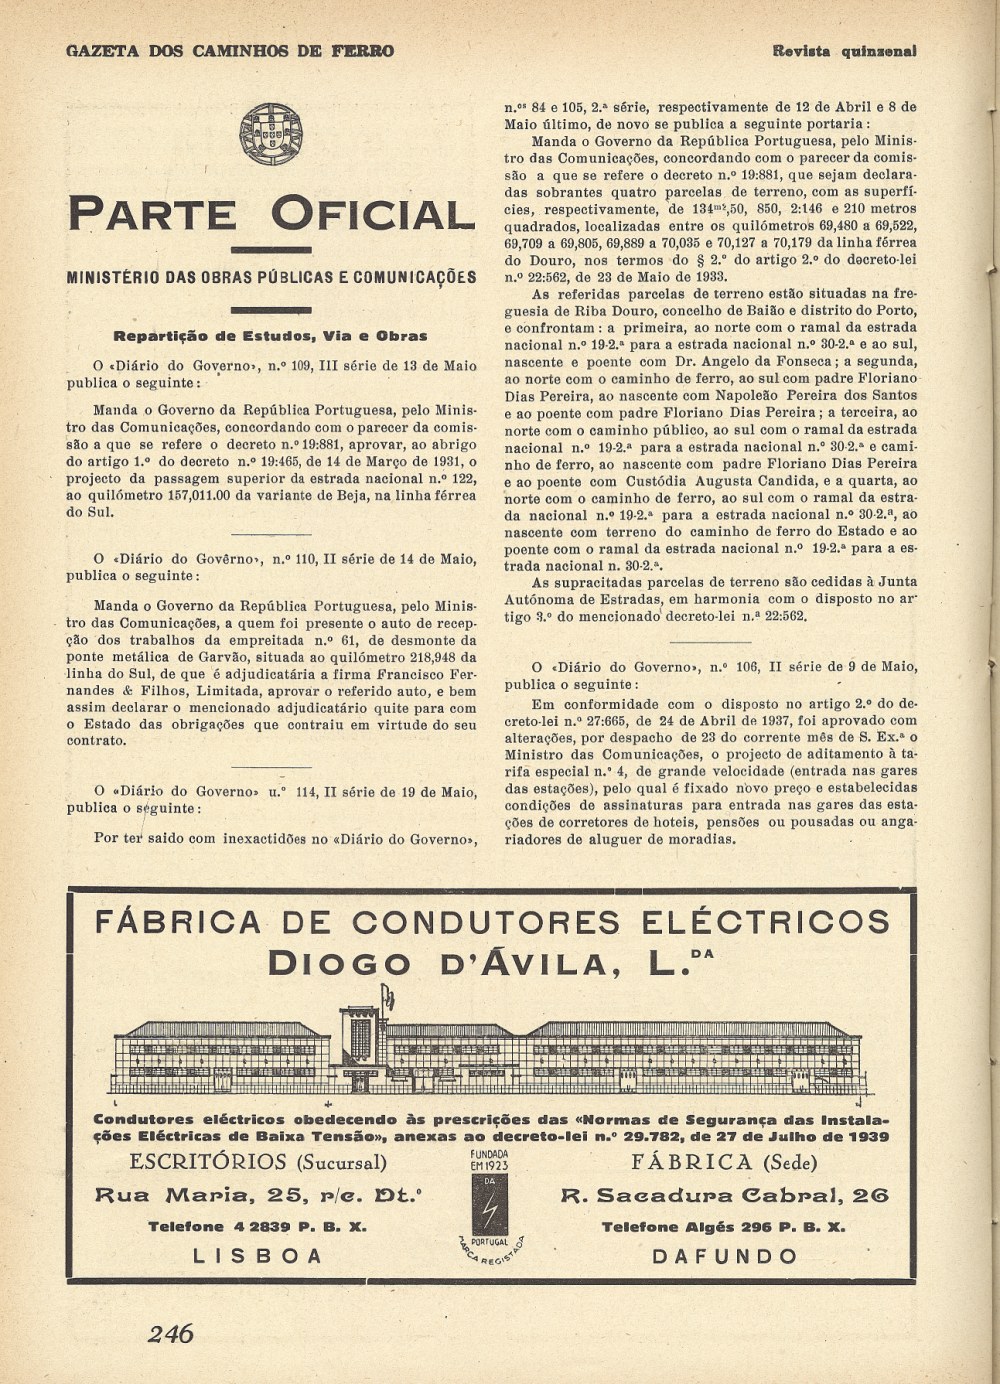 GAZETA DOS CAMINHOS DE FERRO
Revista quinzenal
PARTE OFICIAL
MINISTÉRIO DAS OBRAS PÚBLICAS E COMUNICAÇÕES
Repartição de Estudos, Via e Obras
O «Diário do Governo», n.º 109, III série de 13 de Maio
publica o seguinte:
Manda o Governo da República Portuguesa, pelo Minis-
tro das Comunicações, concordando com o parecer da comis-
são a que se refere o decreto n.º 19:881, aprovar, ao abrigo
do artigo 1.º do decreto n.º 19:465, de 14 de Março de 1931, o
projecto da passagem superior da estrada nacional n.º 122,
ao quilómetro 157,011.00 da variante de Beja, na linha férrea
do Sul.
O «Diário do Govêrno», n.º 110, II série de 14 de Maio,
publica o seguinte:
Manda o Governo da República Portuguesa, pelo Minis-
tro das Comunicações, a quem foi presente o auto de recep-
ção dos trabalhos da empreitada n.º 61, de desmonte da
ponte metálica de Garvão, situada ao quilómetro 218,948 da
linha do Sul, de que é adjudicatária a firma Francisco Fer-
nandes & Filhos, Limitada, aprovar o referido auto, e bem
assim declarar o mencionado adjudicatário quite para com
o Estado das obrigações que contraiu em virtude do seu
contrato.
O «Diário do Governo» u.º 114, II série de 19 de Maio,
publica o seguinte:
Por ter saido com inexactidões no «Diário do Governo»,
n.ºs 84 e 105, 2.ª série, respectivamente de 12 de Abril e 8 de
Maio último, de novo se publica a seguinte portaria:
Manda o Governo da República Portuguesa, pelo Minis-
tro das Comunicações, concordando com o parecer da comis-
são a que se refere o decreto n.º 19:881, que sejam declara-
das sobrantes quatro parcelas de terreno, com as superfí-
cies, respectivamente, de 134ᵐ²,50, 850, 2:146 e 210 metros
quadrados, localizadas entre os quilómetros 69,480 a 69,522,
69,709 a 69,805, 69,889 a 70,035 e 70,127 a 70,179 da linha férrea
do Douro, nos termos do § 2.º do artigo 2.º do decreto-lei
n.º 22:562, de 23 de Maio de 1933.
As referidas parcelas de terreno estão situadas na fre-
guesia de Riba Douro, concelho de Baião e distrito do Porto,
e confrontam: a primeira, ao norte com o ramal da estrada
nacional n.º 19-2.ª para a estrada nacional n.º 30-2.ª e ao sul,
nascente e poente com Dr. Angelo da Fonseca; a segunda,
ao norte com o caminho de ferro, ao sul com padre Floriano
Dias Pereira, ao nascente com Napoleão Pereira dos Santos
e ao poente com padre Floriano Dias Pereira; a terceira, ao
norte com o caminho público, ao sul com o ramal da estrada
nacional n.º 19-2.ª para a estrada nacional n.º 30-2.ª e cami-
nho de ferro, ao nascente com padre Floriano Dias Pereira
e ao poente com Custódia Augusta Candida, e a quarta, ao
norte com o caminho de ferro, ao sul com o ramal da estra-
da nacional n.º 19-2.ª para a estrada nacional n.º 30-2.ª, ao
nascente com terreno do caminho de ferro do Estado e ao
poente com o ramal da estrada nacional n.º 19-2.ª para a es-
trada nacional n. 30-2.ª.
As supracitadas parcelas de terreno são cedidas à Junta
Autónoma de Estradas, em harmonia com o disposto no ar-
tigo 3.º do mencionado decreto-lei n.ª 22:562.
O «Diário do Governo», n.º 106, II série de 9 de Maio,
publica o seguinte:
Em conformidade com o disposto no artigo 2.º do de-
creto-lei n.º 27:665, de 24 de Abril de 1937, foi aprovado com
alterações, por despacho de 23 do corrente mês de S. Ex.ª o
Ministro das Comunicações, o projecto de aditamento à ta-
rifa especial n.º 4, de grande velocidade (entrada nas gares
das estações), pelo qual é fixado novo preço e estabelecidas
condições de assinaturas para entrada nas gares das esta-
ções de corretores de hoteis, pensões ou pousadas ou anga-
riadores de aluguer de moradias.
FÁBRICA DE CONDUTORES ELÉCTRICOS
DIOGO D'ÁVILA, L.DA
Condutores eléctricos obedecendo às prescrições das «Normas de Segurança das Instala-
ções Eléctricas de Baixa Tensão», anexas ao decreto-lei n.º 29.782, de 27 de Julho de 1939
ESCRITÓRIOS (Sucursal)
Rua Maria, 25, r/c. Dt.º
Telefone 4 2839 P. B. X.
LISBOA
FUNDADA
EM 1923
DA
PORTUGAL
MARCA REGISTADA
FÁBRICA (Sede)
R. Sacadura Cabral, 26
Telefone Algés 296 P. B. X.
DAFUNDO
246